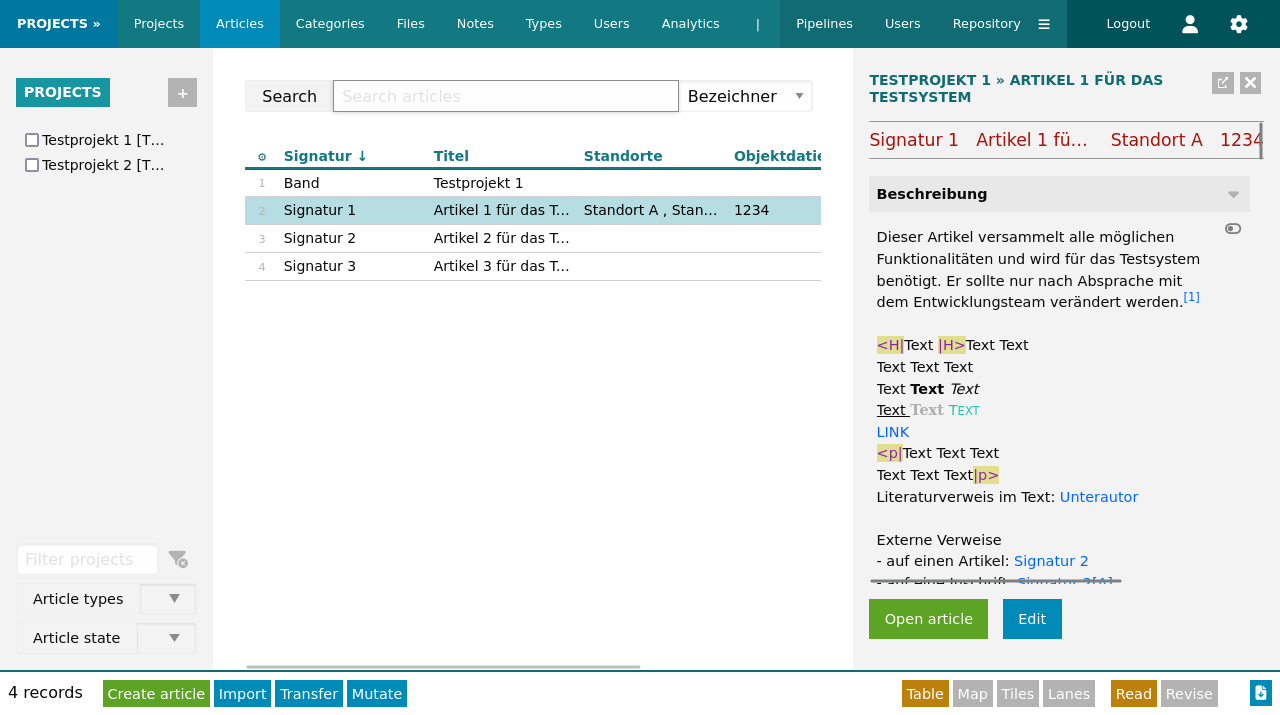 PROJECTS » Projects Articles Categories Files Notes Types Users Analytics | Pipelines Users Repository Logout
PROJECTS +
Testprojekt 1 [T…
Testprojekt 2 [T…
Filter projects
Article types
Article state
Search Search articles Bezeichner
Signatur ↓ Titel Standorte Objektdatie
1 Band Testprojekt 1
2 Signatur 1 Artikel 1 für das T… Standort A , Stan… 1234
3 Signatur 2 Artikel 2 für das T…
4 Signatur 3 Artikel 3 für das T…
TESTPROJEKT 1 » ARTIKEL 1 FÜR DAS
TESTSYSTEM
Signatur 1 Artikel 1 fü… Standort A 1234
Beschreibung
Dieser Artikel versammelt alle möglichen
Funktionalitäten und wird für das Testsystem
benötigt. Er sollte nur nach Absprache mit
dem Entwicklungsteam verändert werden.[1]
<H|Text |H>Text Text
Text Text Text
Text Text Text
Text Text TEXT
LINK
<p|Text Text Text
Text Text Text|p>
Literaturverweis im Text: Unterautor
Externe Verweise
- auf einen Artikel: Signatur 2
- auf eine Inschrift: Signatur 2[A]
Open article Edit
4 records Create article Import Transfer Mutate Table Map Tiles Lanes Read Revise